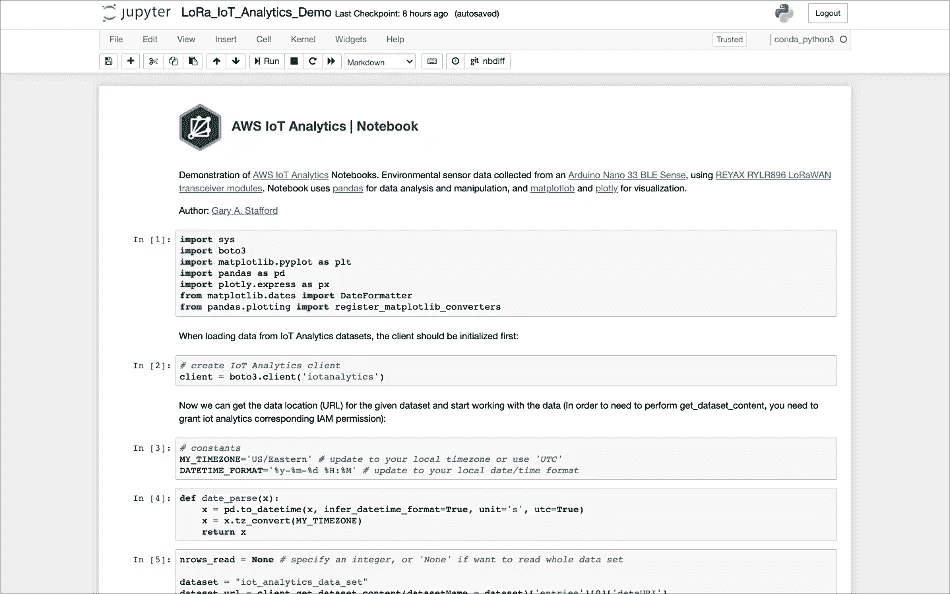 jupyter LoRa_IoT_Analytics_Demo Last Checkpoint: 8 hours ago (autosaved)
Logout
File Edit View Insert Cell Kernel Widgets Help
Trusted
conda_python3
Run
Markdown
nbdiff
AWS IoT Analytics | Notebook
Demonstration of AWS IoT Analytics Notebooks. Environmental sensor data collected from an Arduino Nano 33 BLE Sense, using REYAX RYLR896 LoRaWAN
transceiver modules. Notebook uses pandas for data analysis and manipulation, and matplotlob and plotly for visualization.
Author: Gary A. Stafford
In [1]: import sys
import boto3
import matplotlib.pyplot as plt
import pandas as pd
import plotly.express as px
from matplotlib.dates import DateFormatter
from pandas.plotting import register_matplotlib_converters
When loading data from IoT Analytics datasets, the client should be initialized first:
In [2]: # create IoT Analytics client
client = boto3.client('iotanalytics')
Now we can get the data location (URL) for the given dataset and start working with the data (In order to need to perform get_dataset_content, you need to
grant iot analytics corresponding IAM permission):
In [3]: # constants
MY_TIMEZONE='US/Eastern' # update to your local timezone or use 'UTC'
DATETIME_FORMAT='%y-%m-%d %H:%M' # update to your local date/time format
In [4]: def date_parse(x):
x = pd.to_datetime(x, infer_datetime_format=True, unit='s', utc=True)
x = x.tz_convert(MY_TIMEZONE)
return x
In [5]: nrows_read = None # specify an integer, or 'None' if want to read whole data set
dataset = "iot_analytics_data_set"
dataset_url = client.get_dataset_content(datasetName = dataset)['entries'][0]['dataURI']